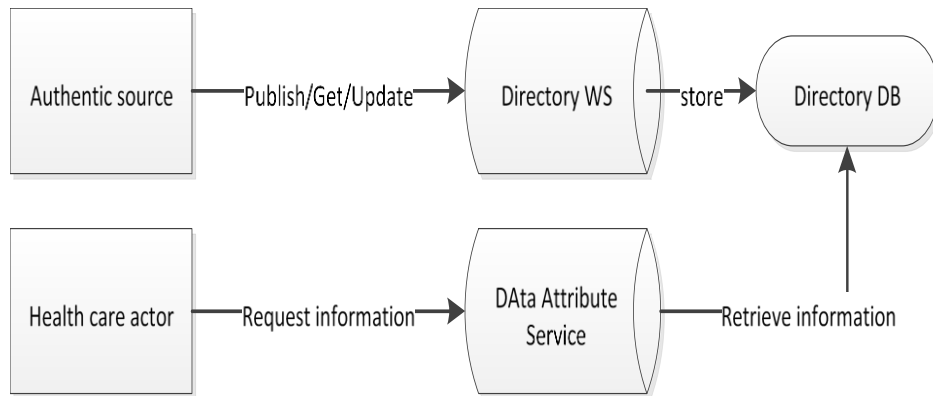 Authentic source
Publish/Get/Update
Directory WS
store
Directory DB
Health care actor
Request information
DAta Attribute
Service
Retrieve information